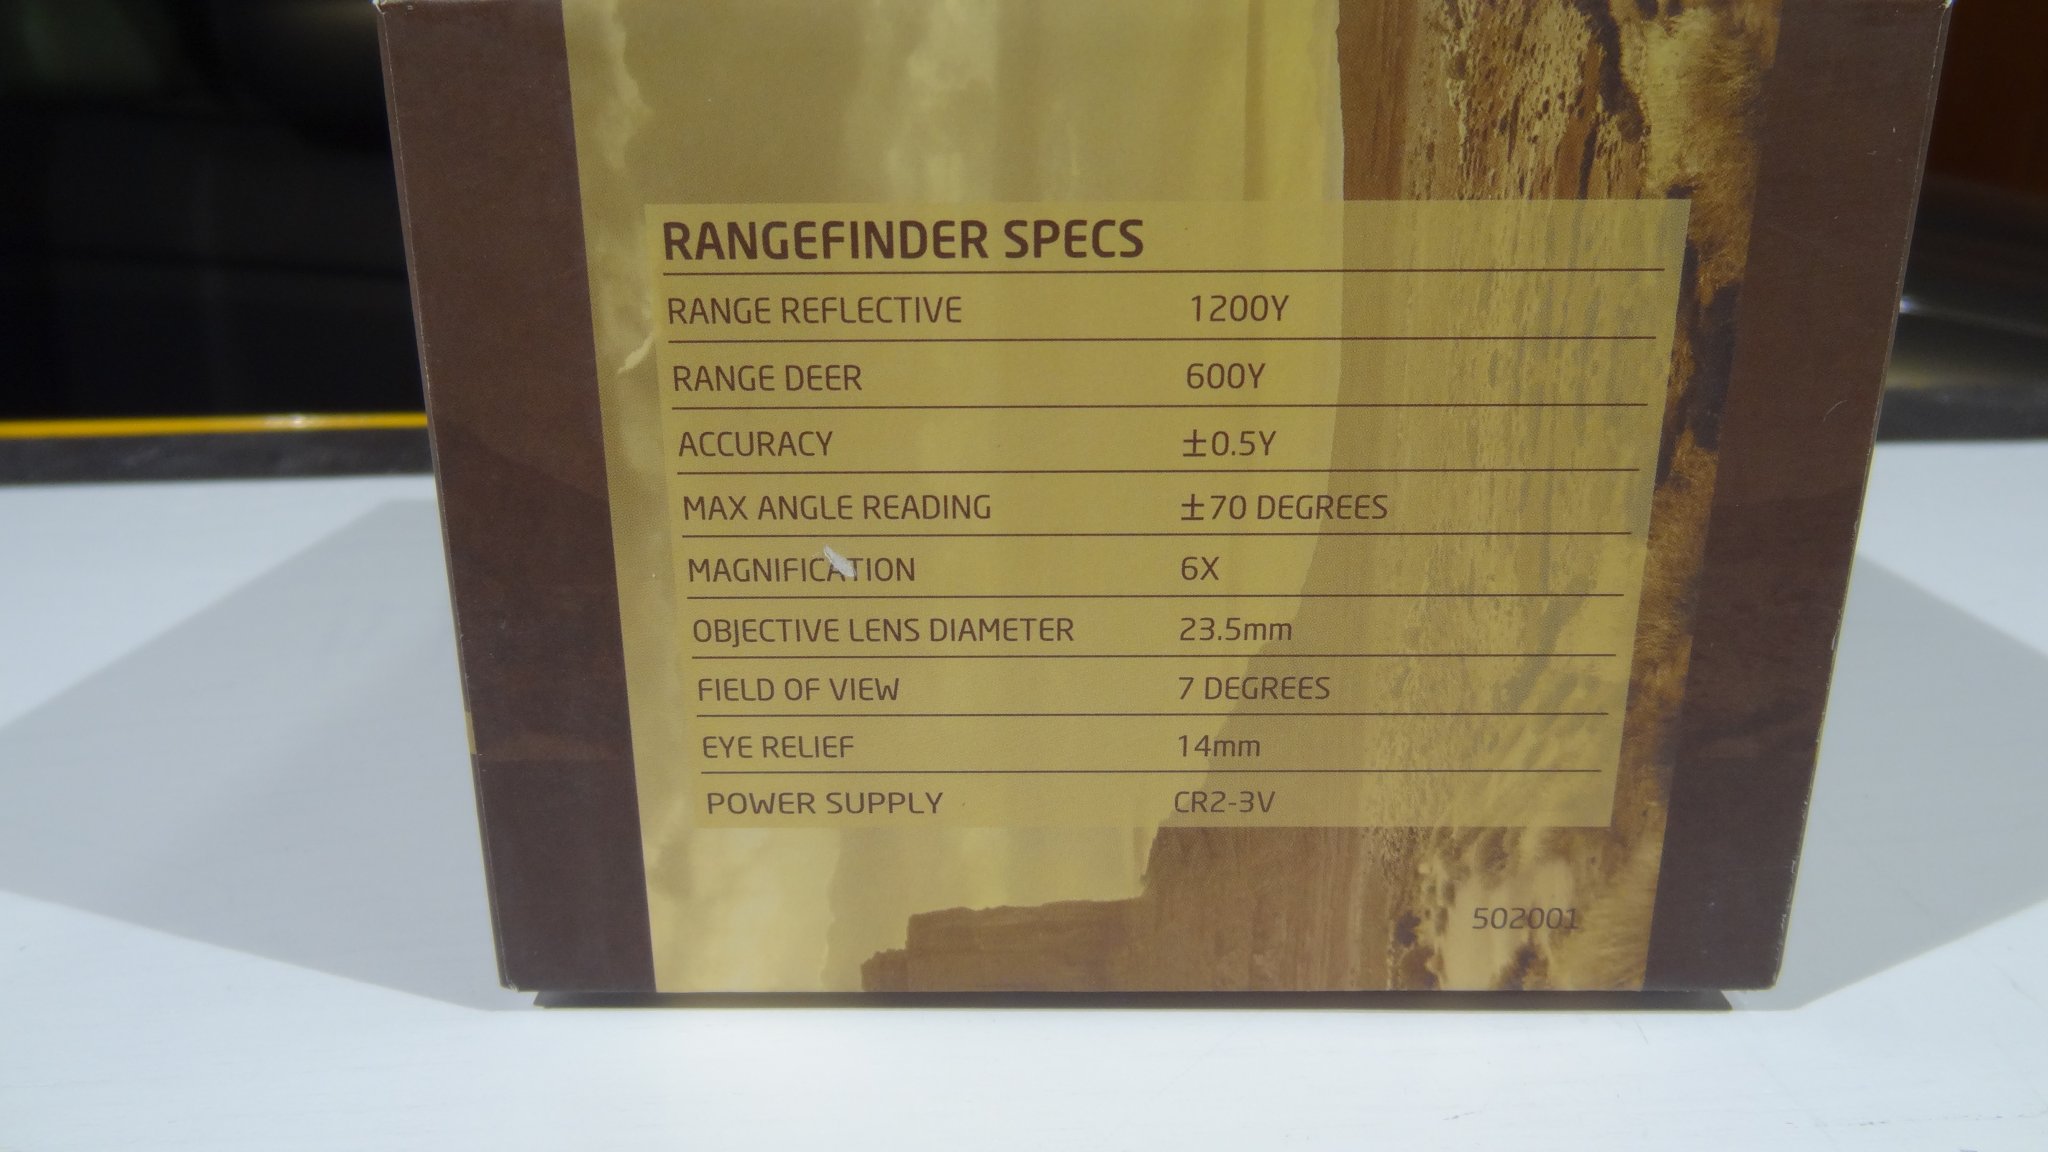 RANGEFINDER SPECS
RANGE REFLECTIVE 1200Y
RANGE DEER 600Y
ACCURACY ±0.5Y
MAX ANGLE READING ±70 DEGREES
MAGNIFICATION 6X
OBJECTIVE LENS DIAMETER 23.5mm
FIELD OF VIEW 7 DEGREES
EYE RELIEF 14mm
POWER SUPPLY CR2-3V
502001